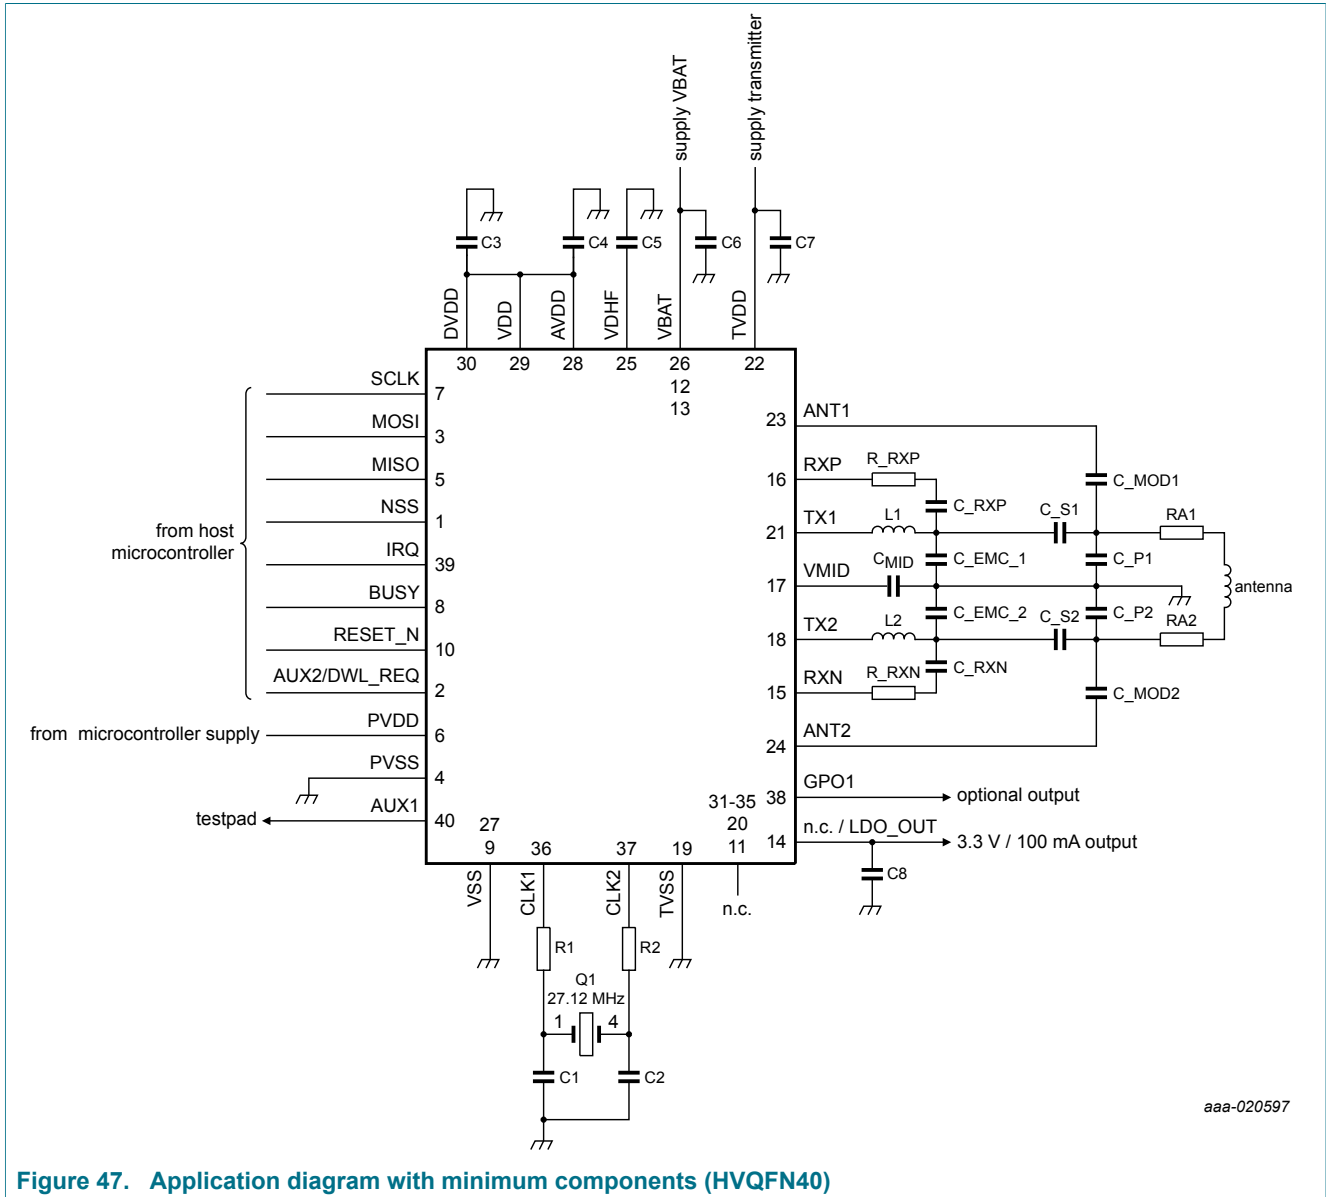 supply VBAT
supply transmitter
C3
C4
C5
C6
C7
DVDD
VDD
AVDD
VDHF
VBAT
TVDD
30
29
28
25
26
12
13
22
from host
microcontroller
SCLK
7
MOSI
3
MISO
5
NSS
1
IRQ
39
BUSY
8
RESET_N
10
AUX2/DWL_REQ
2
from microcontroller supply
PVDD
6
PVSS
4
testpad
AUX1
40
23
ANT1
16
RXP
R_RXP
C_RXP
C_MOD1
21
TX1
L1
C_S1
RA1
C_EMC_1
C_P1
17
VMID
CMID
antenna
C_EMC_2
C_P2
18
TX2
L2
C_S2
RA2
C_RXN
15
RXN
R_RXN
C_MOD2
24
ANT2
38
GPO1
optional output
14
n.c. / LDO_OUT
3.3 V / 100 mA output
C8
27
9
36
37
19
31-35
20
11
VSS
CLK1
CLK2
TVSS
n.c.
R1
R2
Q1
27.12 MHz
1
4
C1
C2
aaa-020597
Figure 47. Application diagram with minimum components (HVQFN40)